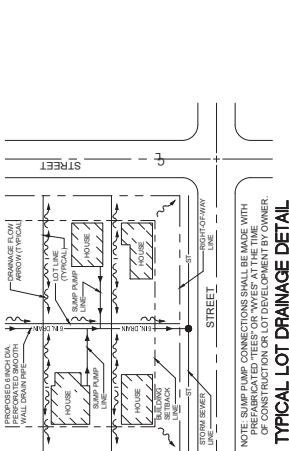 PROPOSED 6 INCH DIA.
PERFORATED SMOOTH
WALL DRAIN PIPE
DRAINAGE FLOW
ARROW (TYPICAL)
LOT LINE
(TYPICAL)
STREET
HOUSE
HOUSE
SUMP PUMP
LINE
6 IN. DRAIN
SUMP PUMP
LINE
HOUSE
HOUSE
6 IN. DRAIN
BUILDING
SETBACK
LINE
RIGHT-OF-WAY
LINE
ST
ST
STORM SEWER
LINE
STREET
NOTE: SUMP PUMP CONNECTIONS SHALL BE MADE WITH
PREFABRICATED "TEES" OR "WYES" AT THE TIME
OF CONSTRUCTION OR LOT DEVELOPMENT BY OWNER.
TYPICAL LOT DRAINAGE DETAIL